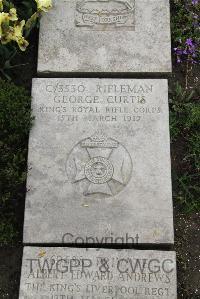 C/3530 RIFLEMAN
GEORGE CURTIS
KING'S ROYAL RIFLE CORPS
15TH MARCH 1917
Copyright
TWGPP & CWGC
ALBERT EDWARD ANDREWS
THE KING'S LIVERPOOL REGT.